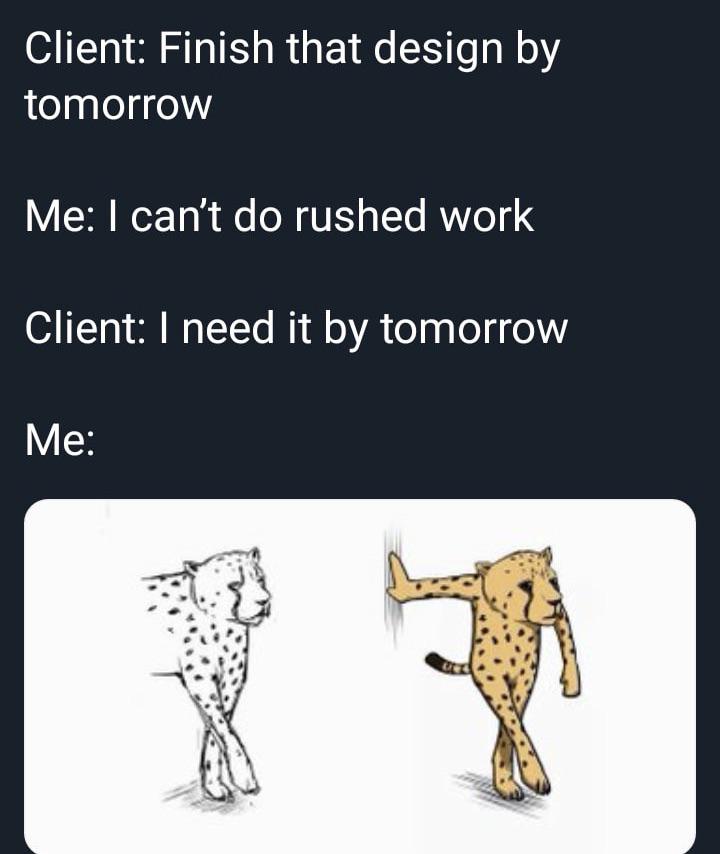 Client: Finish that design by
tomorrow
Me: I can’t do rushed work
Client: I need it by tomorrow
Me: